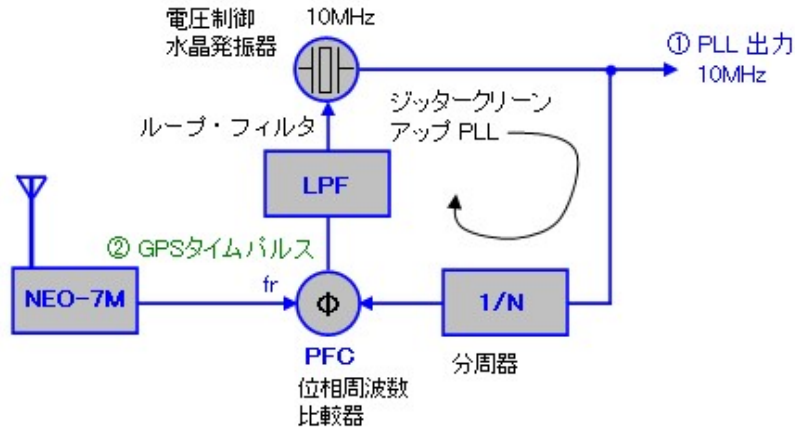 電圧制御
水晶発振器
10MHz
① PLL 出力
10MHz
ループ・フィルタ
ジッタークリーン
アップ PLL
LPF
② GPSタイムパルス
NEO-7M
fr
Φ
1/N
PFC
位相周波数
比較器
分周器